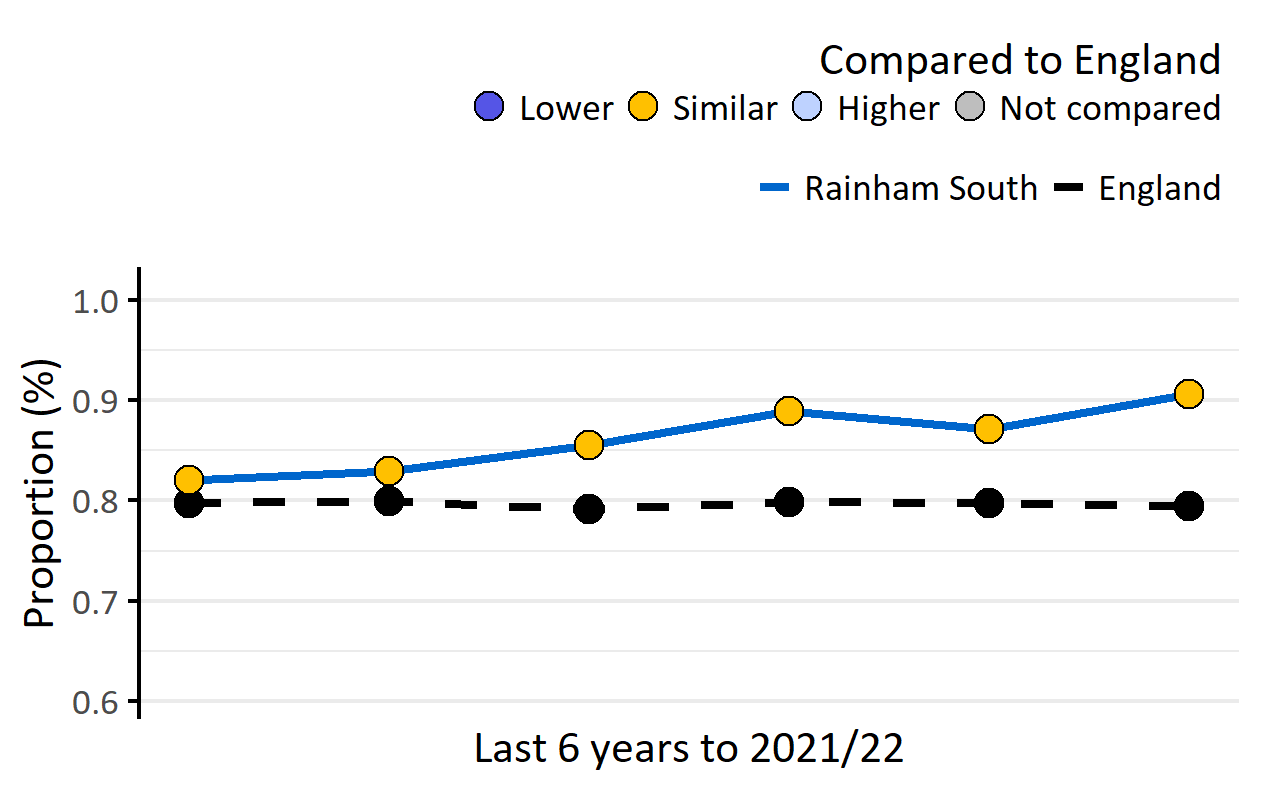 Compared to England
Lower Similar Higher Not compared
Rainham South England
1.0
0.9
0.8
0.7
0.6
Proportion (%)
Last 6 years to 2021/22